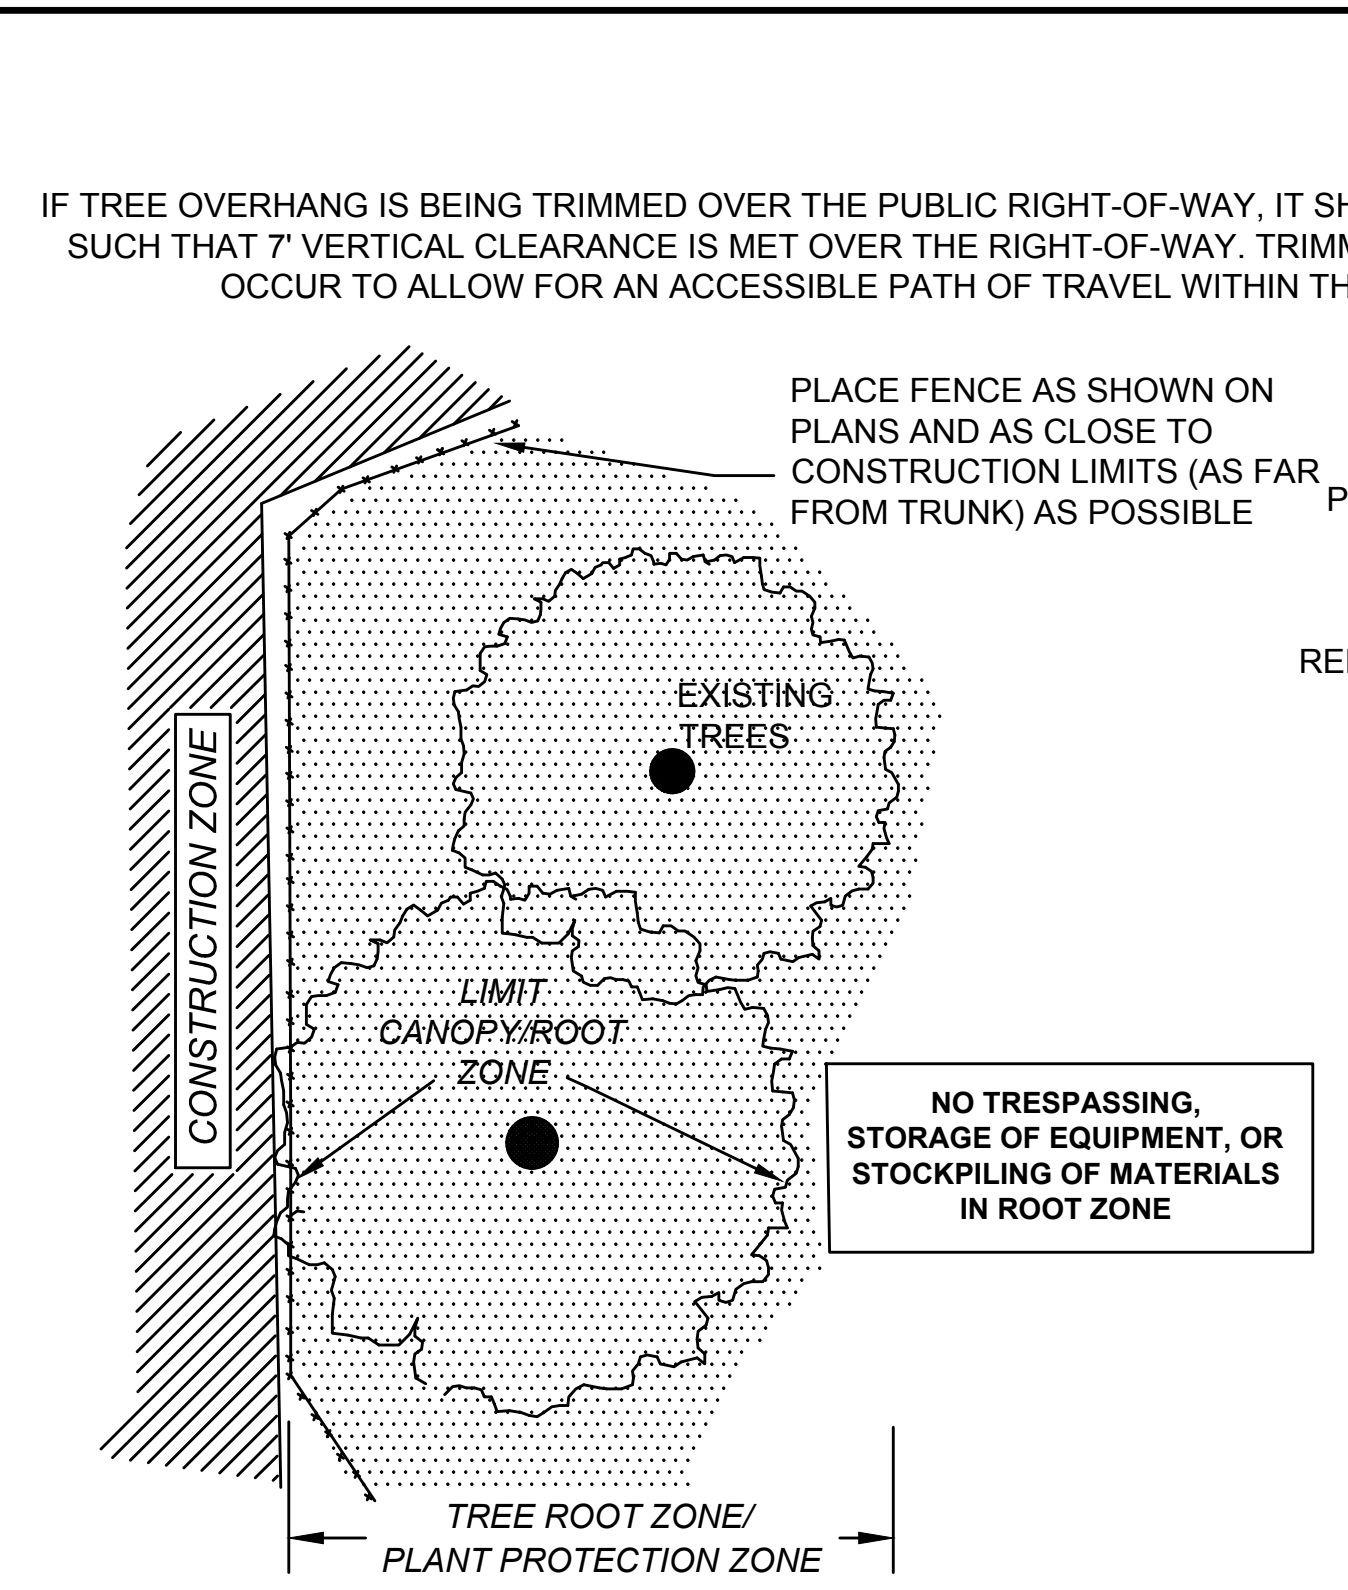 IF TREE OVERHANG IS BEING TRIMMED OVER THE PUBLIC RIGHT-OF-WAY, IT SH
SUCH THAT 7' VERTICAL CLEARANCE IS MET OVER THE RIGHT-OF-WAY. TRIMM
OCCUR TO ALLOW FOR AN ACCESSIBLE PATH OF TRAVEL WITHIN TH
PLACE FENCE AS SHOWN ON
PLANS AND AS CLOSE TO
CONSTRUCTION LIMITS (AS FAR
FROM TRUNK) AS POSSIBLE
P
REI
EXISTING
TREES
CONSTRUCTION ZONE
LIMIT
CANOPY/ROOT
ZONE
NO TRESPASSING,
STORAGE OF EQUIPMENT, OR
STOCKPILING OF MATERIALS
IN ROOT ZONE
TREE ROOT ZONE/
PLANT PROTECTION ZONE